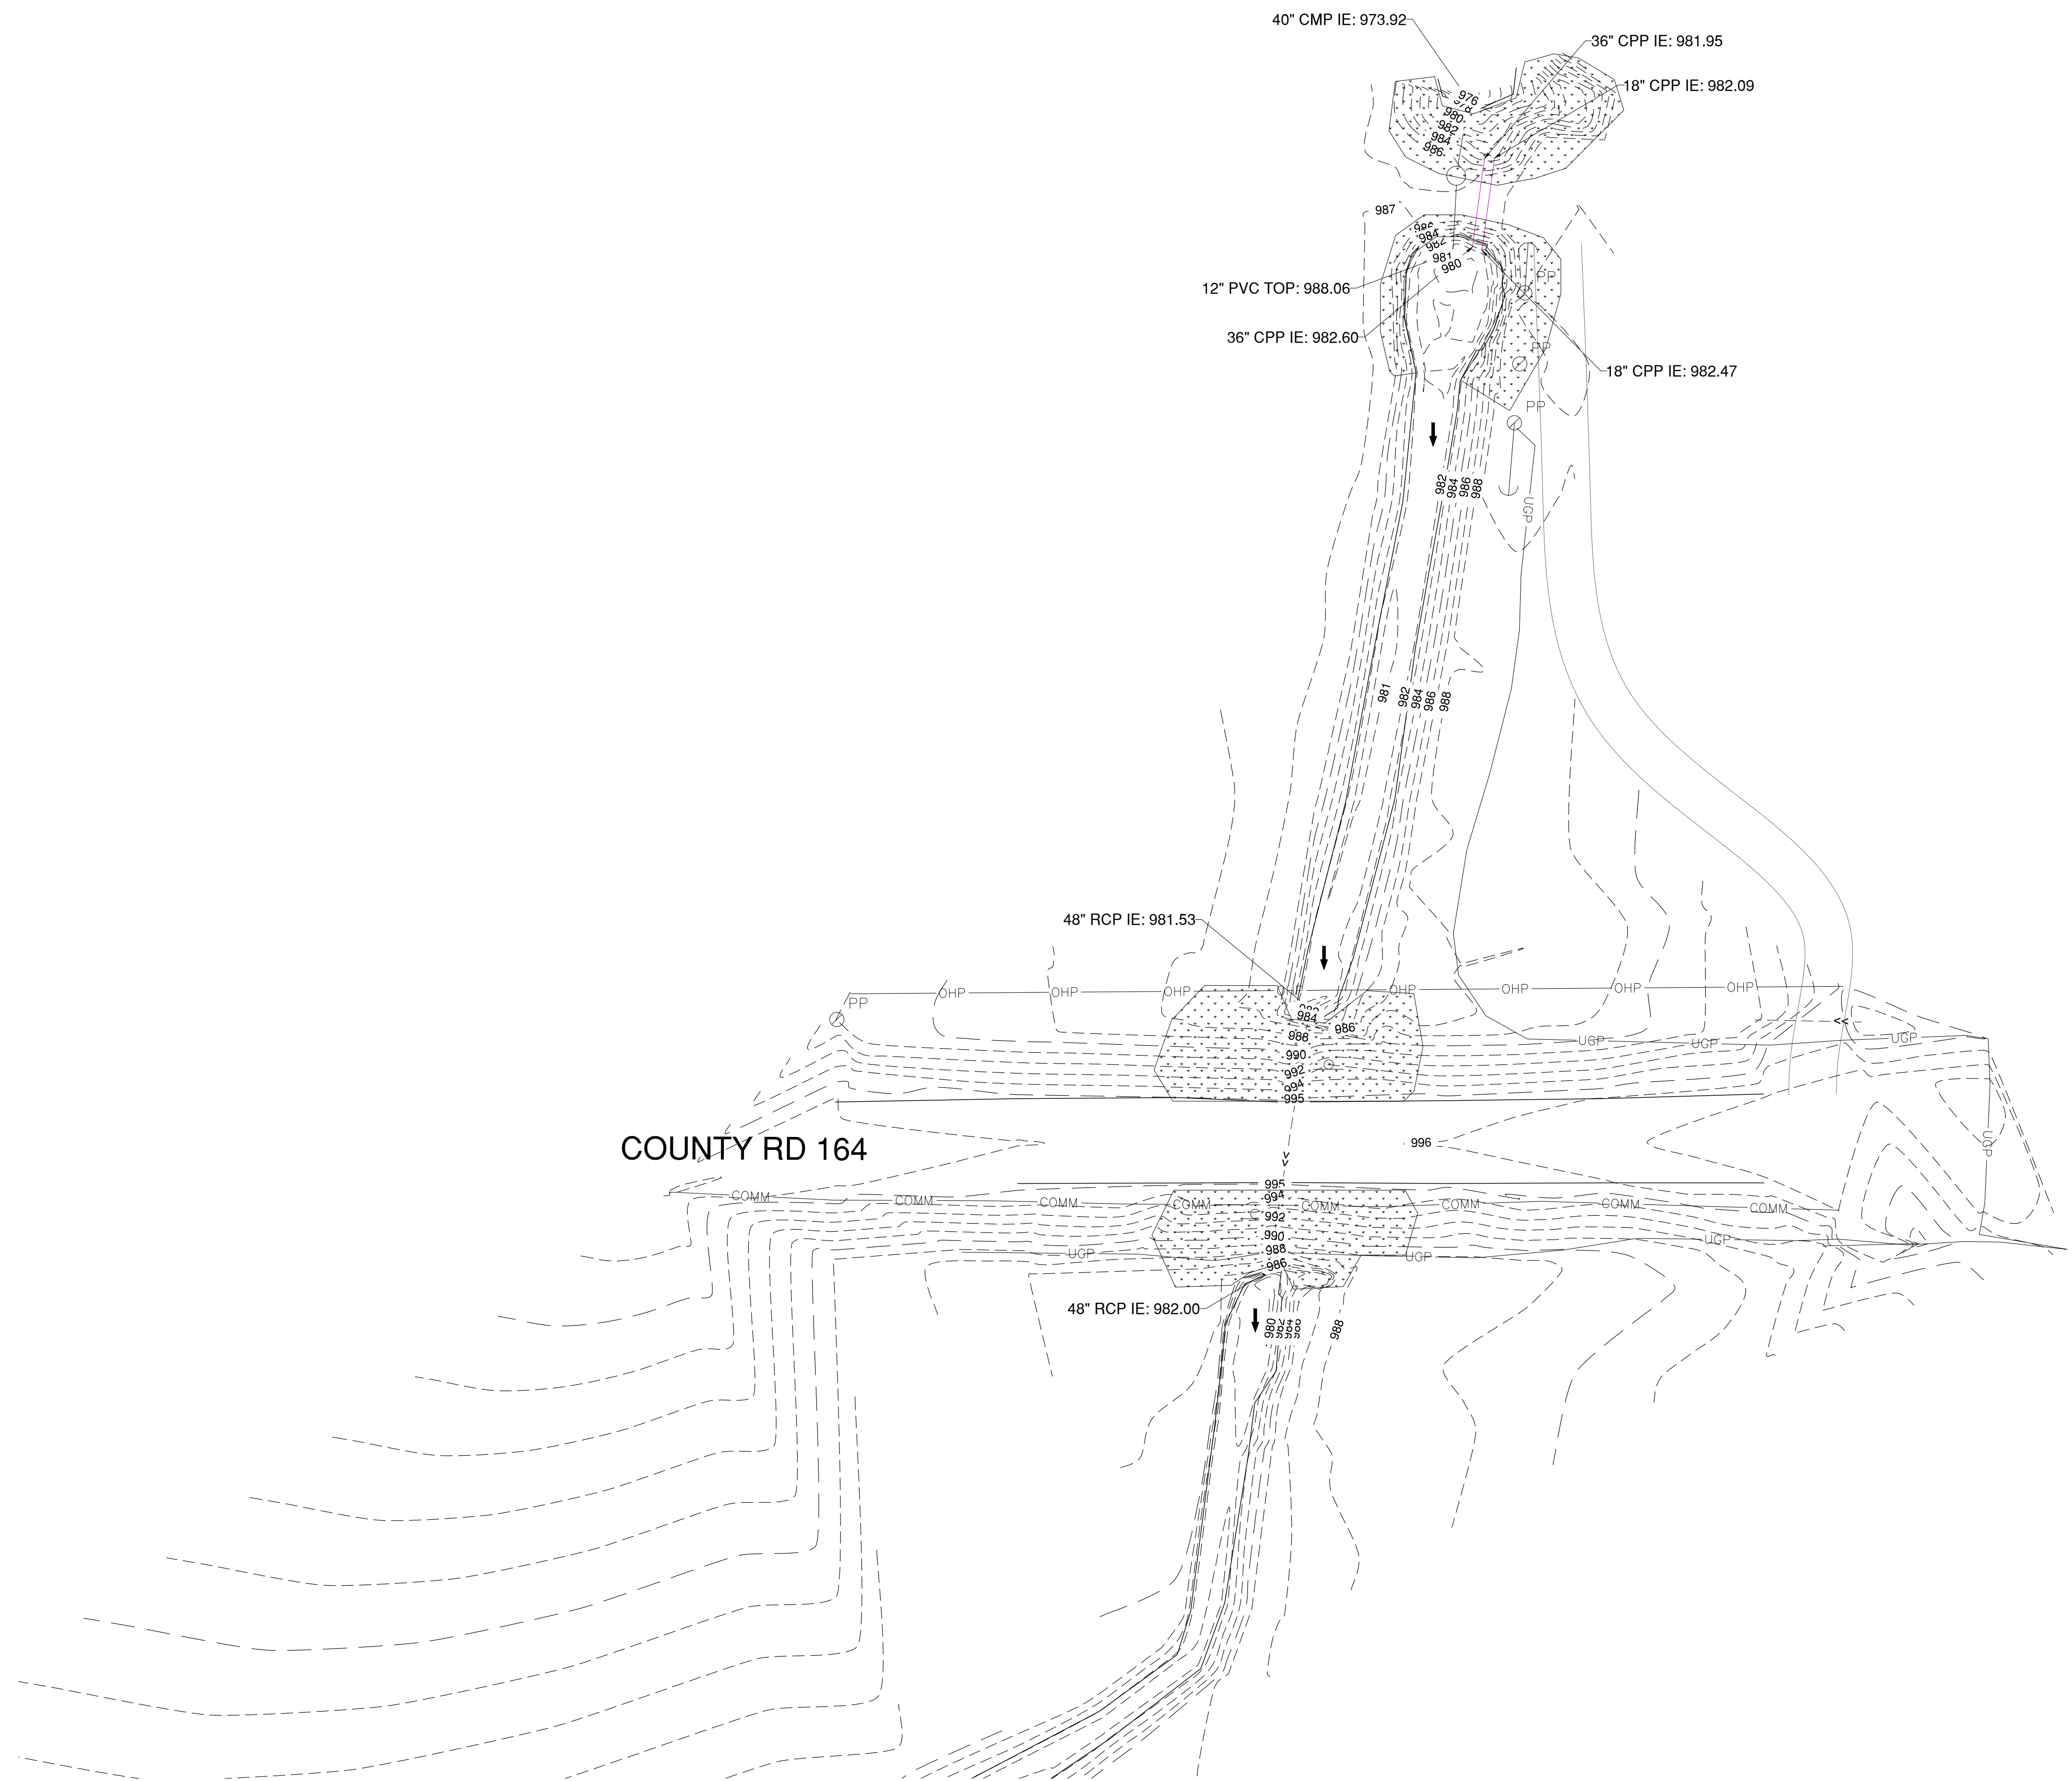 40" CMP IE: 973.92
36" CPP IE: 981.95
18" CPP IE: 982.09
976
978
980
982
984
986
987
986
984
982
981
980
12" PVC TOP: 988.06
PP
36" CPP IE: 982.60
PP
18" CPP IE: 982.47
PP
982 984 986 988
UGP
981 982 984 986 988
48" RCP IE: 981.53
PP
OHP OHP OHP OHP OHP OHP OHP OHP
984
986
988
<<
UGP UGP UGP
990
992
994
995
COUNTY RD 164
996
>>
UGP
995
994
COMM COMM COMM COMM COMM COMM COMM COMM
992
990
988
UGP UGP UGP
986
48" RCP IE: 982.00
980 982 984 986 988